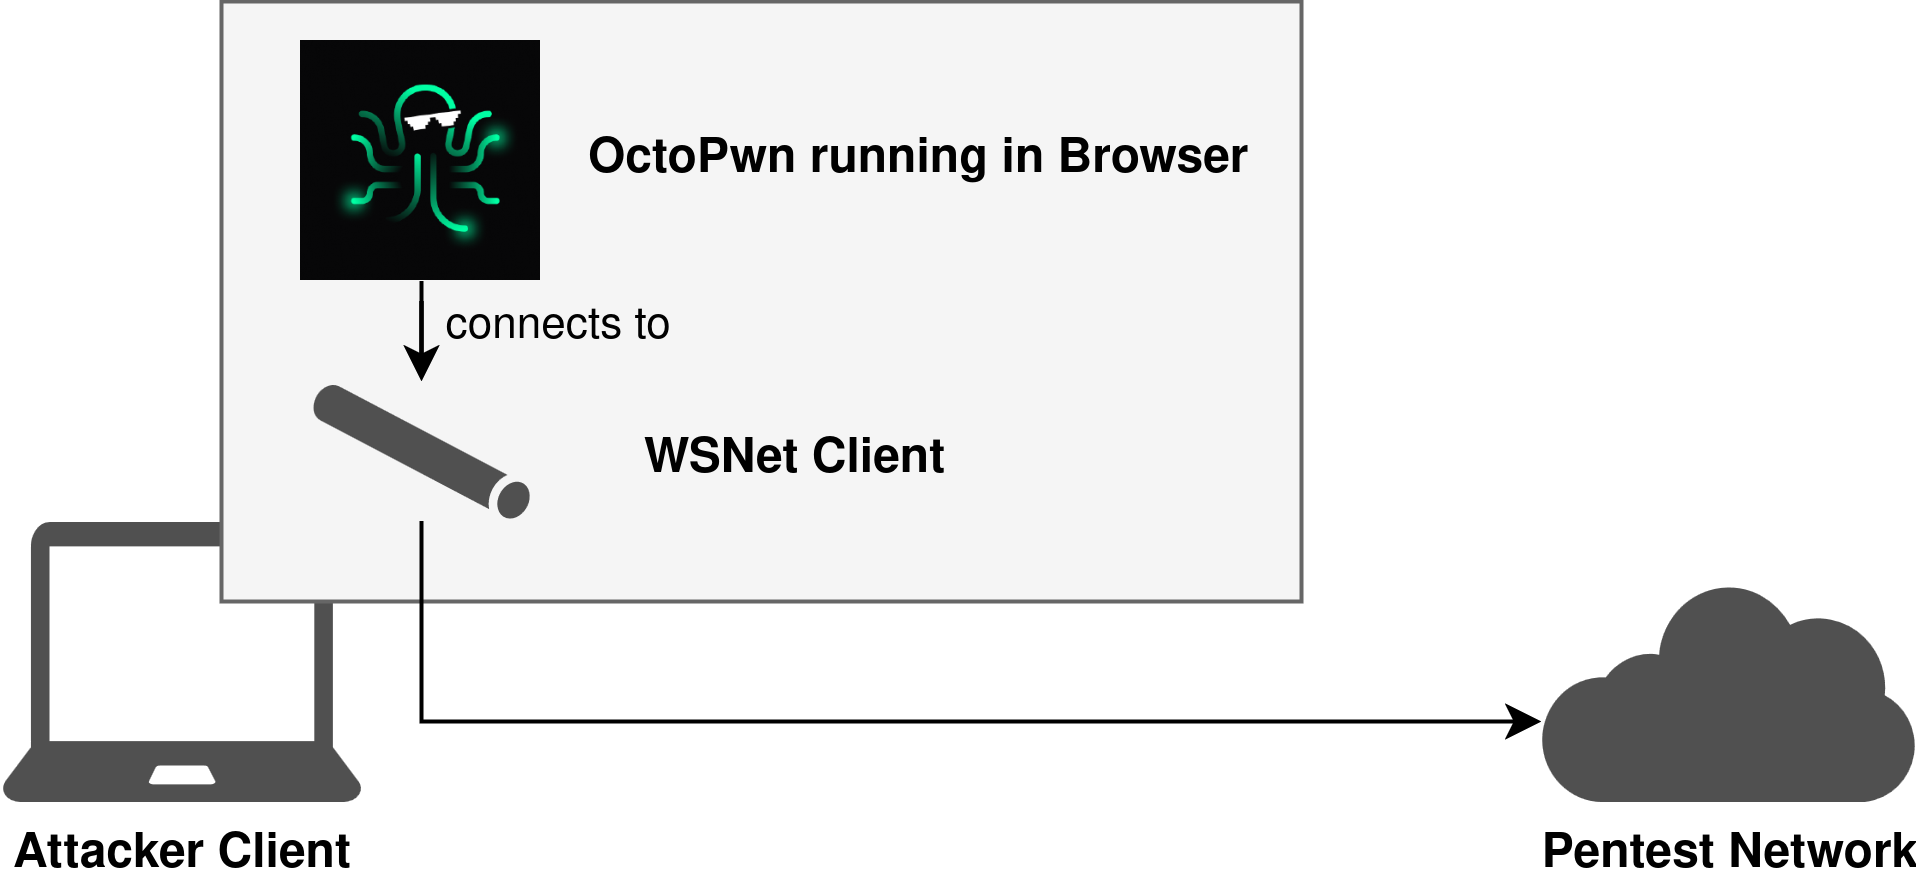 OctoPwn running in Browser
connects to
WSNet Client
Attacker Client
Pentest Network